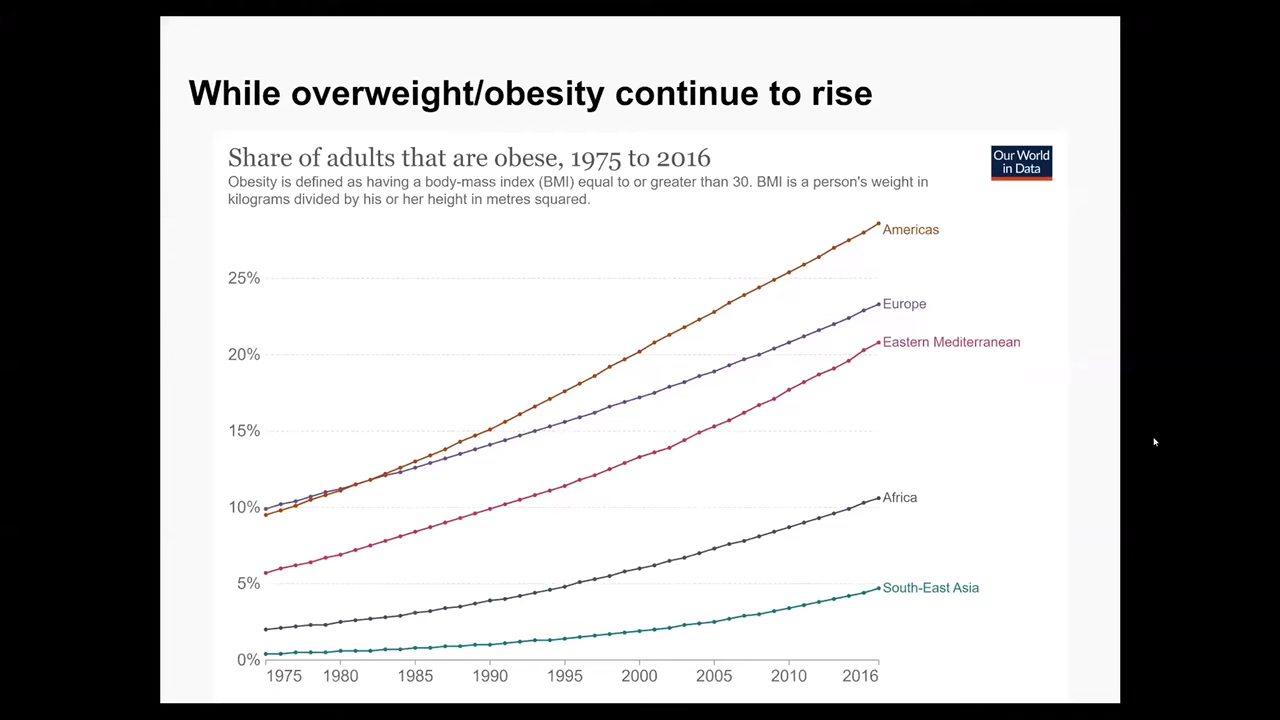 While overweight/obesity continue to rise
Share of adults that are obese, 1975 to 2016
Our World
in Data
Obesity is defined as having a body-mass index (BMI) equal to or greater than 30. BMI is a person's weight in
kilograms divided by his or her height in metres squared.
Americas
25%
Europe
Eastern Mediterranean
20%
15%
10%
Africa
5%
South-East Asia
0%
1975 1980 1985 1990 1995 2000 2005 2010 2016